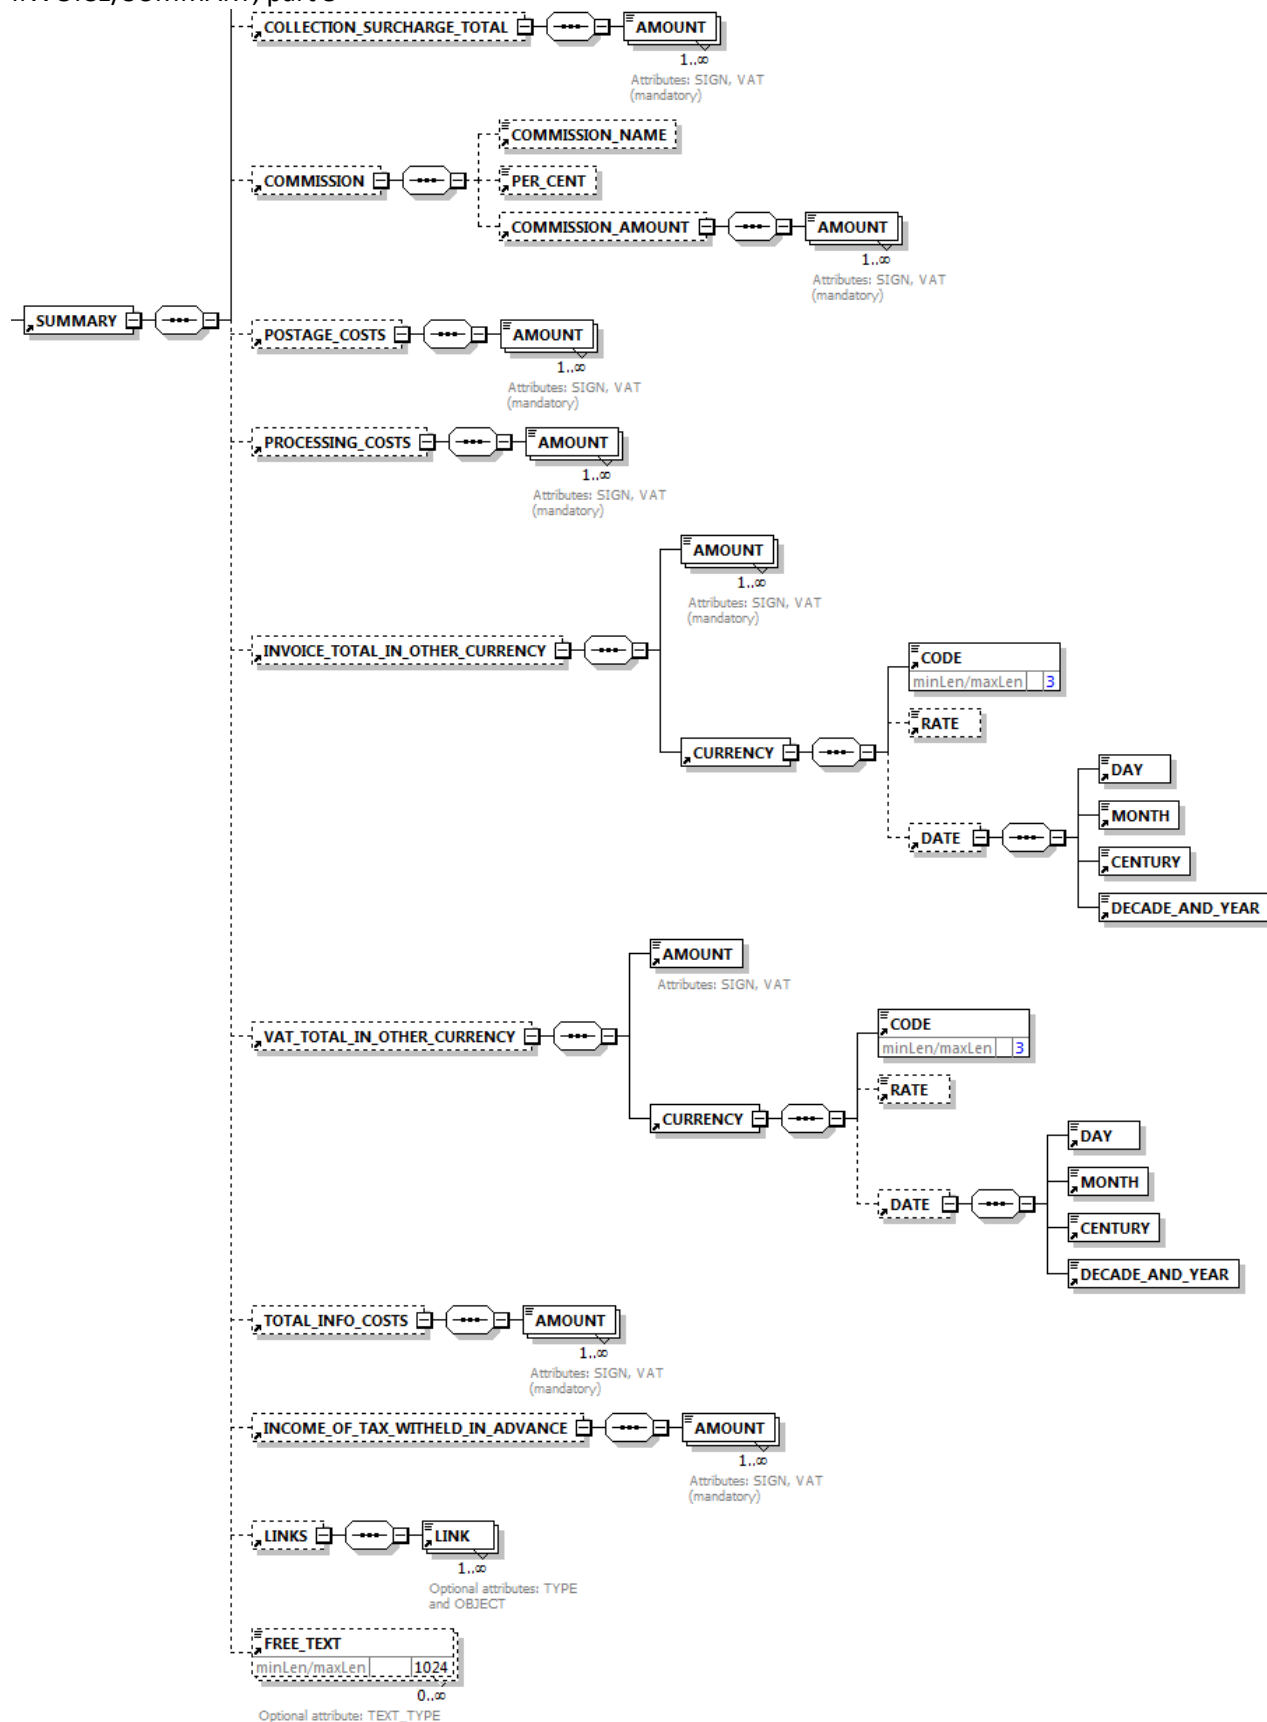 COLLECTION_SURCHARGE_TOTAL
AMOUNT
1..∞
Attributes: SIGN, VAT
(mandatory)
COMMISSION
COMMISSION_NAME
PER_CENT
COMMISSION_AMOUNT
AMOUNT
1..∞
Attributes: SIGN, VAT
(mandatory)
SUMMARY
POSTAGE_COSTS
AMOUNT
1..∞
Attributes: SIGN, VAT
(mandatory)
PROCESSING_COSTS
AMOUNT
1..∞
Attributes: SIGN, VAT
(mandatory)
INVOICE_TOTAL_IN_OTHER_CURRENCY
AMOUNT
1..∞
Attributes: SIGN, VAT
(mandatory)
CURRENCY
CODE
minLen/maxLen 3
RATE
DATE
DAY
MONTH
CENTURY
DECADE_AND_YEAR
VAT_TOTAL_IN_OTHER_CURRENCY
AMOUNT
Attributes: SIGN, VAT
CURRENCY
CODE
minLen/maxLen 3
RATE
DATE
DAY
MONTH
CENTURY
DECADE_AND_YEAR
TOTAL_INFO_COSTS
AMOUNT
1..∞
Attributes: SIGN, VAT
(mandatory)
INCOME_OF_TAX_WITHELD_IN_ADVANCE
AMOUNT
1..∞
Attributes: SIGN, VAT
(mandatory)
LINKS
LINK
1..∞
Optional attributes: TYPE
and OBJECT
FREE_TEXT
minLen/maxLen 1024
0..∞
Optional attribute: TEXT_TYPE